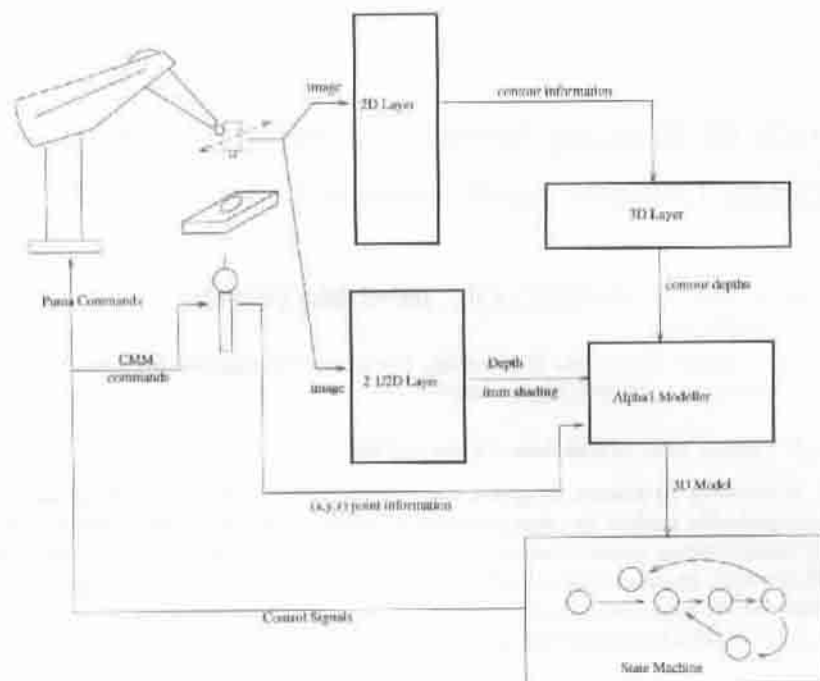 image
2D Layer
contour information
3D Layer
contour depths
Puma Commands
CMM
commands
image
2 1/2D Layer
Depth
from shading
Alpha1 Modeller
(x,y,z) point information
3D Model
Control Signals
State Machine